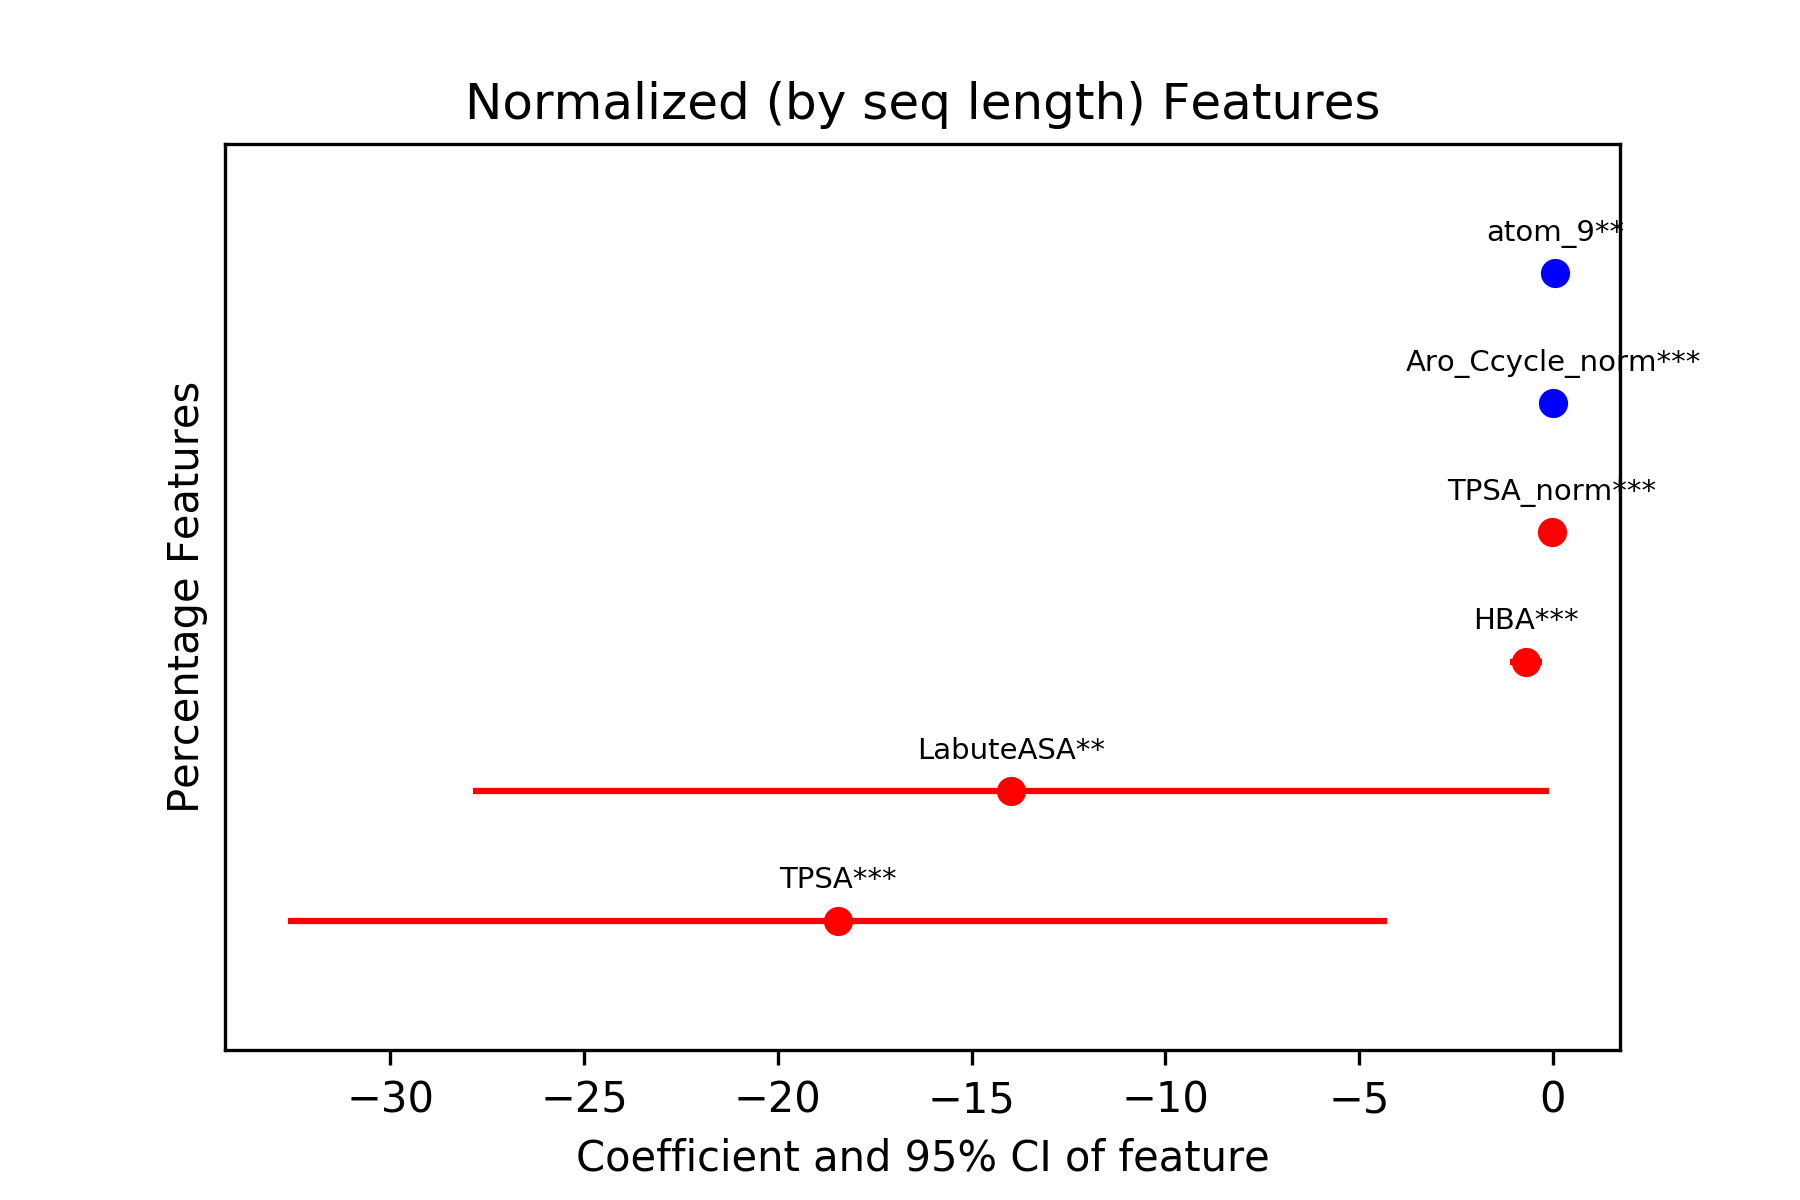 Normalized (by seq length) Features
atom_9**
Aro_Ccycle_norm***
TPSA_norm***
HBA***
LabuteASA**
TPSA***
Percentage Features
−30 −25 −20 −15 −10 −5 0
Coefficient and 95% CI of feature